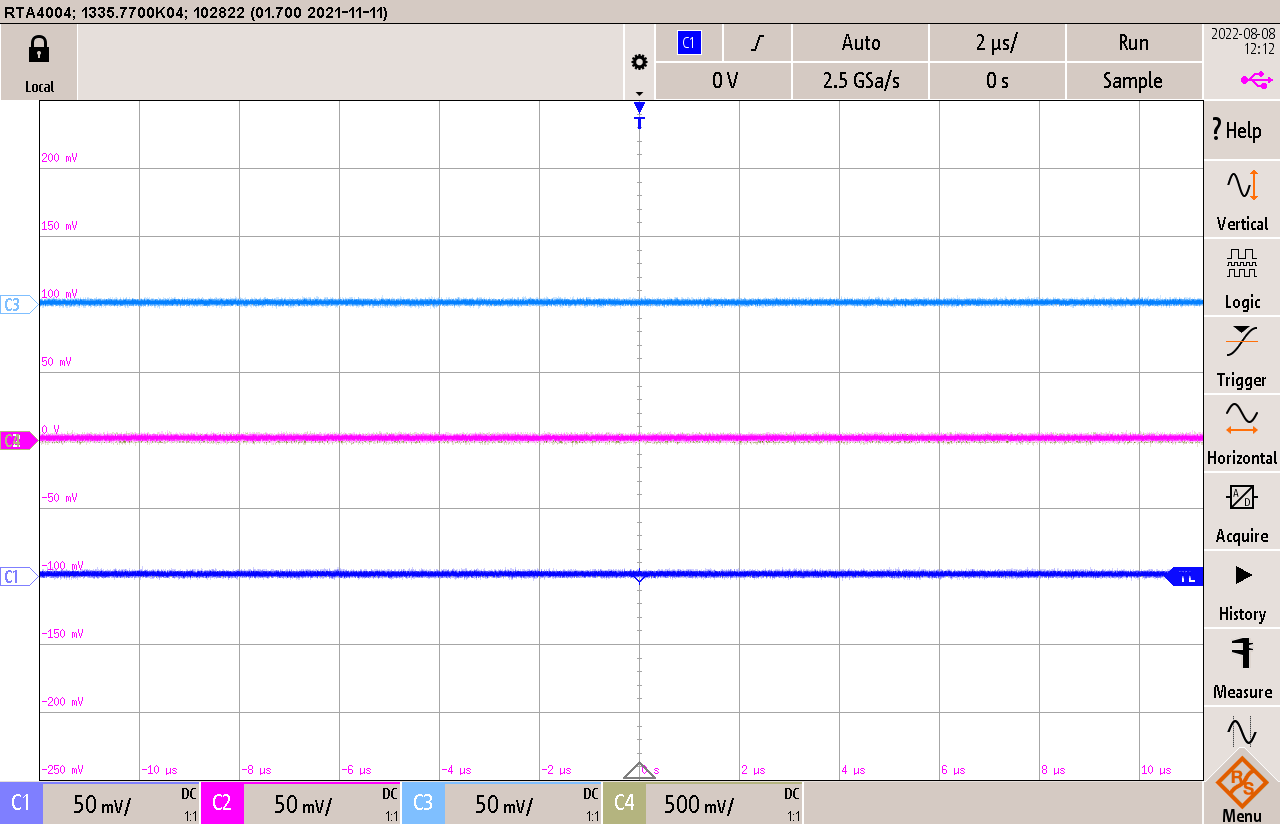 RTA4004; 1335.7700K04; 102822 (01.700 2021-11-11)
Local
C1
Auto
2 µs/
Run
0 V
2.5 GSa/s
0 s
Sample
2022-08-08
12:12
T
? Help
Vertical
Logic
Trigger
Horizontal
A/D
Acquire
History
Measure
R/S
Menu
200 mV
150 mV
C3
100 mV
50 mV
0 V
-50 mV
C1
-100 mV
TL
-150 mV
-200 mV
-250 mV
-10 µs
-8 µs
-6 µs
-4 µs
-2 µs
0 s
2 µs
4 µs
6 µs
8 µs
10 µs
C1 50 mV/ DC 1:1
C2 50 mV/ DC 1:1
C3 50 mV/ DC 1:1
C4 500 mV/ DC 1:1